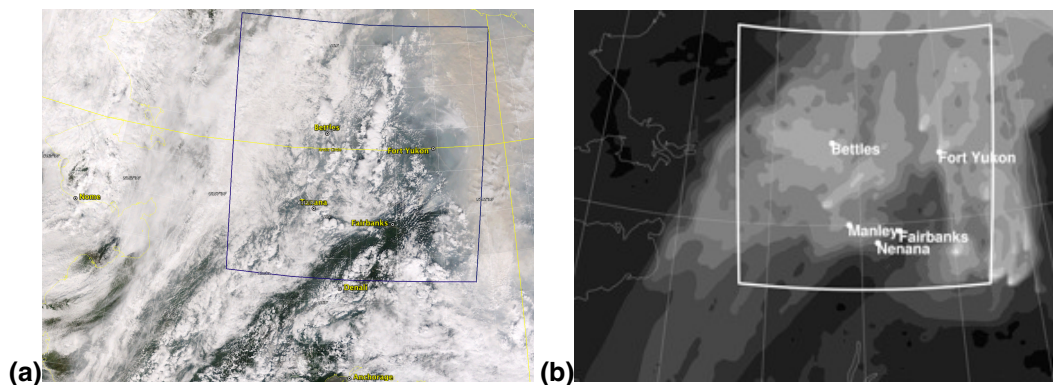 Bettles
Fort Yukon
Nome
Tanana
Fairbanks
Denali
Anchorage
(a)
Bettles
Fort Yukon
Manley
Fairbanks
Nenana
(b)